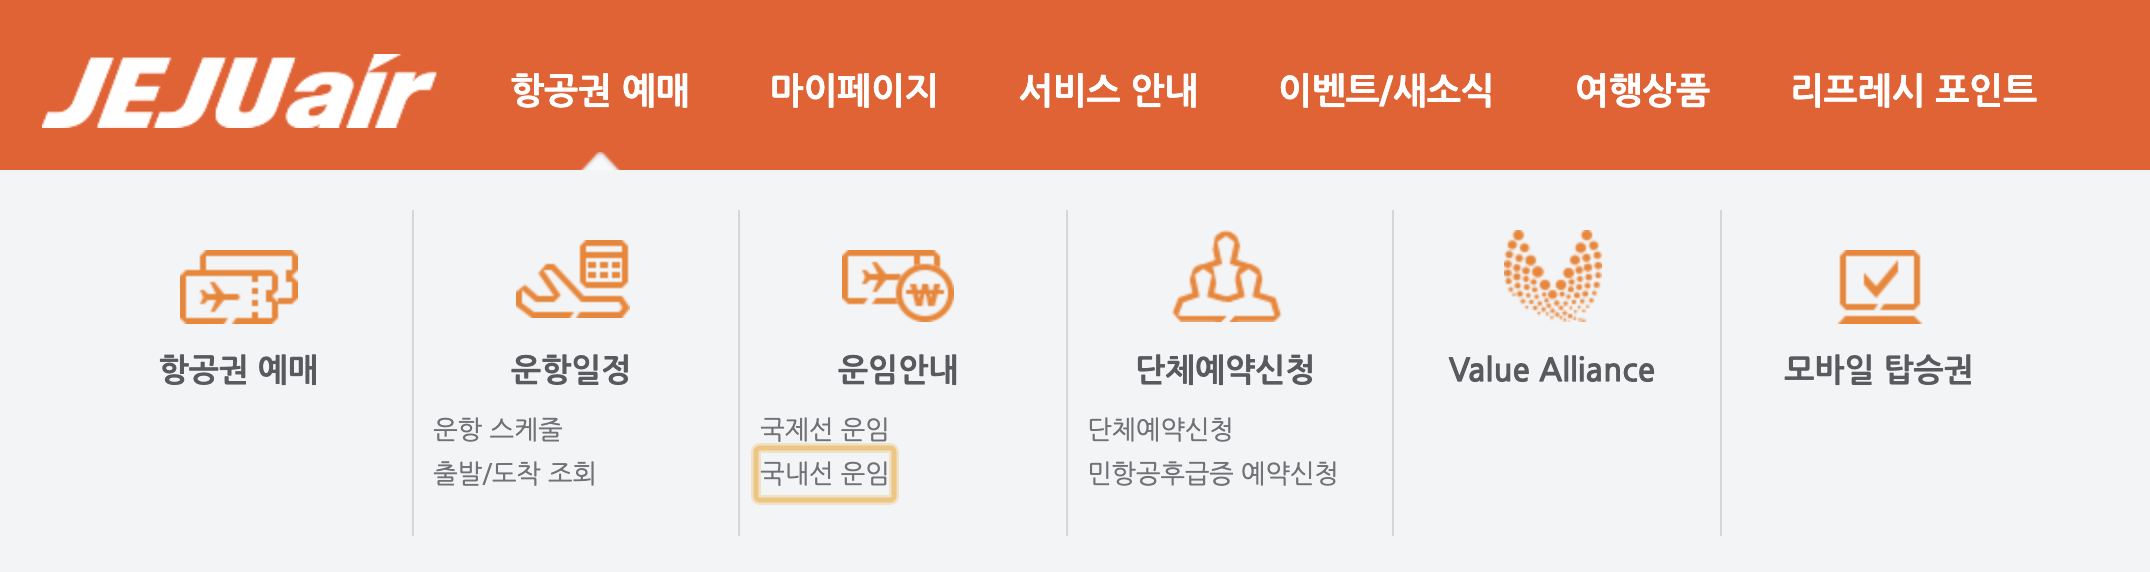 JEJUair
항공권 예매
마이페이지
서비스 안내
이벤트/새소식
여행상품
리프레시 포인트
항공권 예매
운항일정
운항 스케줄
출발/도착 조회
운임안내
국제선 운임
국내선 운임
단체예약신청
단체예약신청
민항공후급증 예약신청
Value Alliance
모바일 탑승권